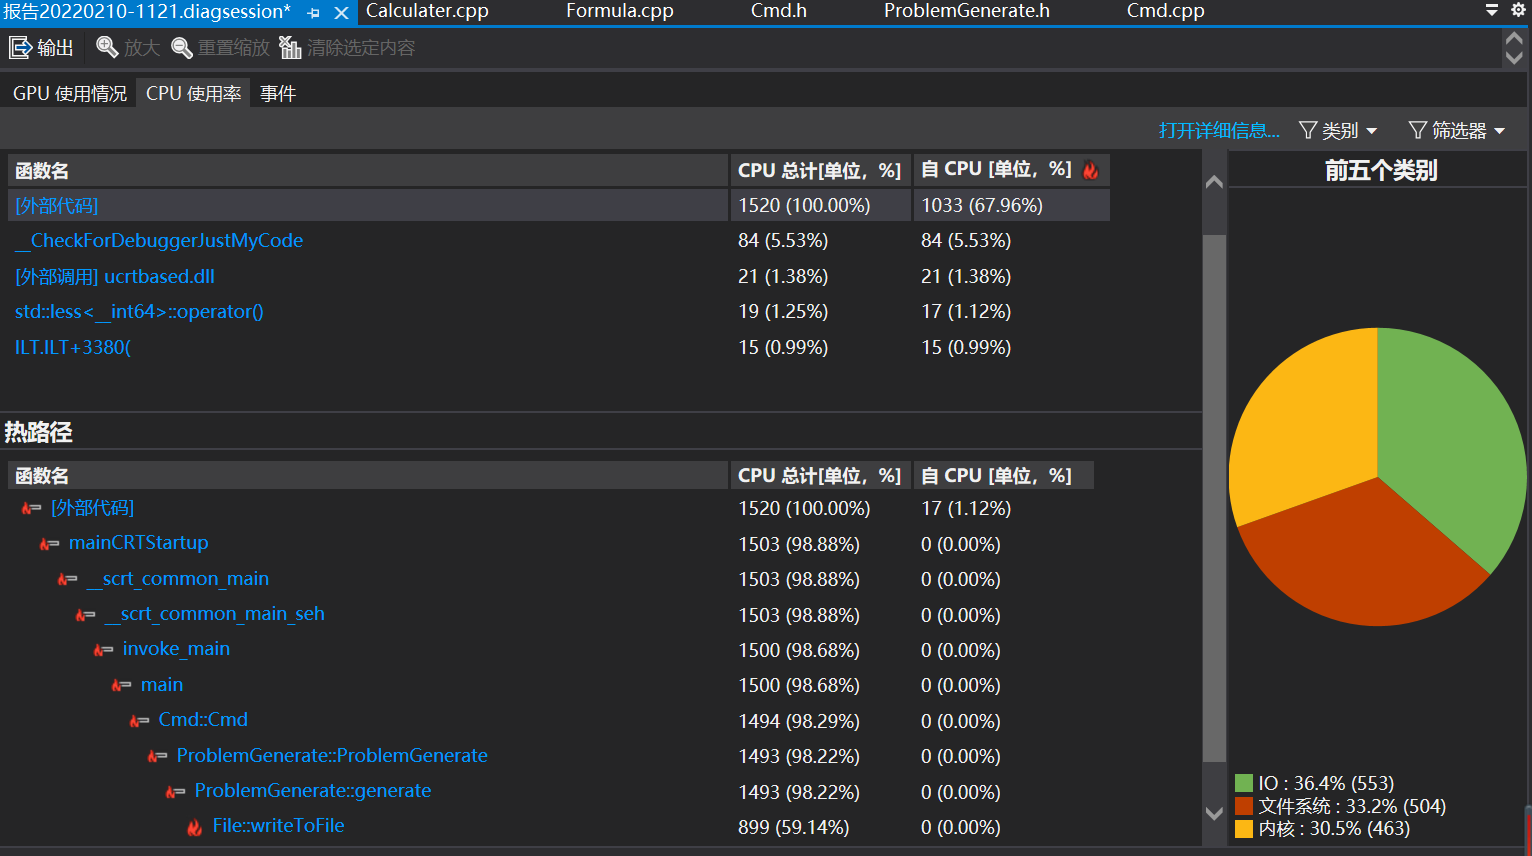 报告20220210-1121.diagsession* Calculater.cpp Formula.cpp Cmd.h ProblemGenerate.h Cmd.cpp
输出 放大 重置缩放 清除选定内容
GPU 使用情况 CPU 使用率 事件
打开详细信息... 类别 筛选器
函数名 CPU 总计[单位, %] 自 CPU [单位, %]
[外部代码] 1520 (100.00%) 1033 (67.96%)
__CheckForDebuggerJustMyCode 84 (5.53%) 84 (5.53%)
[外部调用] ucrtbased.dll 21 (1.38%) 21 (1.38%)
std::less<__int64>::operator() 19 (1.25%) 17 (1.12%)
ILT.ILT+3380( 15 (0.99%) 15 (0.99%)
热路径
函数名 CPU 总计[单位, %] 自 CPU [单位, %]
[外部代码] 1520 (100.00%) 17 (1.12%)
mainCRTStartup 1503 (98.88%) 0 (0.00%)
__scrt_common_main 1503 (98.88%) 0 (0.00%)
__scrt_common_main_seh 1503 (98.88%) 0 (0.00%)
invoke_main 1500 (98.68%) 0 (0.00%)
main 1500 (98.68%) 0 (0.00%)
Cmd::Cmd 1494 (98.29%) 0 (0.00%)
ProblemGenerate::ProblemGenerate 1493 (98.22%) 0 (0.00%)
ProblemGenerate::generate 1493 (98.22%) 0 (0.00%)
File::writeToFile 899 (59.14%) 0 (0.00%)
前五个类别
IO : 36.4% (553)
文件系统 : 33.2% (504)
内核 : 30.5% (463)